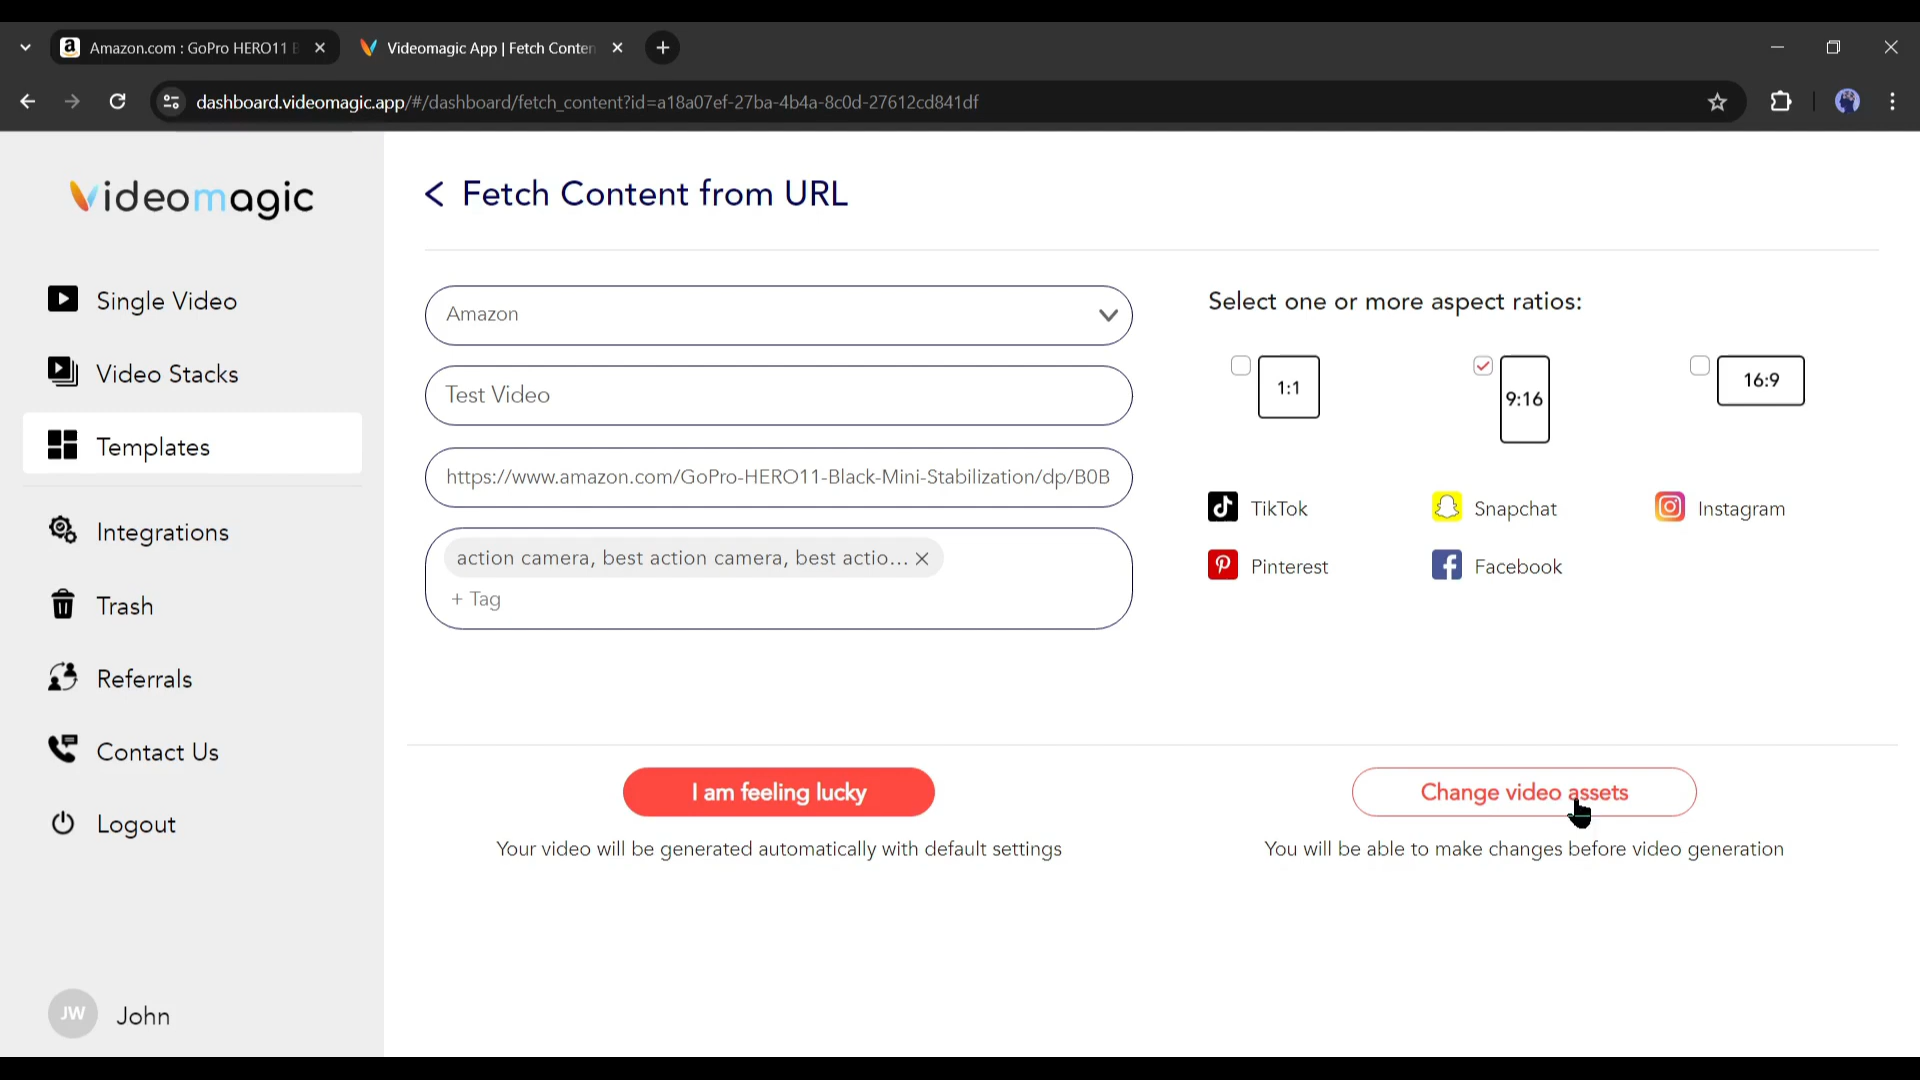 Amazon.com : GoPro HERO11 B
Videomagic App | Fetch Conten
dashboard.videomagic.app/#/dashboard/fetch_content?id=a18a07ef-27ba-4b4a-8c0d-27612cd841df
videomagic
Single Video
Video Stacks
Templates
Integrations
Trash
Referrals
Contact Us
Logout
JW John
Fetch Content from URL
Amazon
Test Video
https://www.amazon.com/GoPro-HERO11-Black-Mini-Stabilization/dp/B0B
action camera, best action camera, best actio...
+ Tag
Select one or more aspect ratios:
1:1 9:16 16:9
TikTok Snapchat Instagram
Pinterest Facebook
I am feeling lucky
Your video will be generated automatically with default settings
Change video assets
You will be able to make changes before video generation